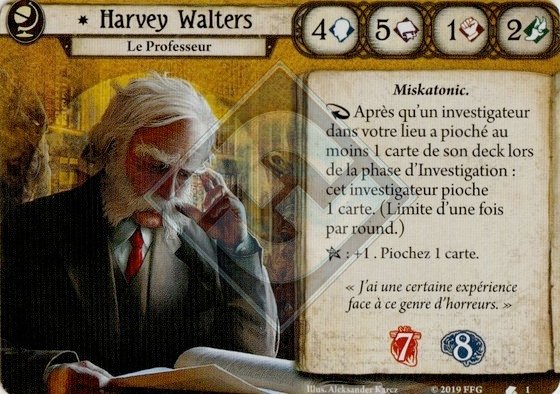 * Harvey Walters
Le Professeur
4 5 1 2
Miskatonic.
Après qu'un investigateur
dans votre lieu a pioché au
moins 1 carte de son deck lors
de la phase d'Investigation :
cet investigateur pioche
1 carte. (Limite d'une fois
par round.)
: +1 . Piochez 1 carte.
« J'ai une certaine expérience
face à ce genre d'horreurs. »
7 8
Illus. Aleksander Karcz © 2019 FFG 1